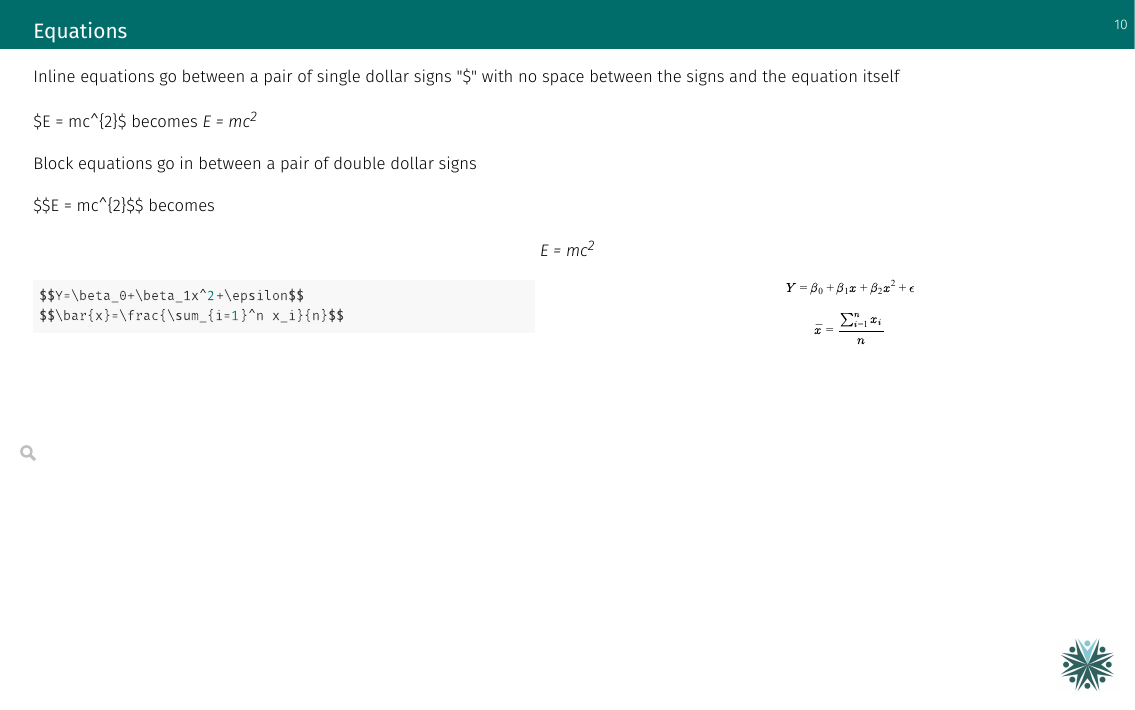 Equations
10
Inline equations go between a pair of single dollar signs "$" with no space between the signs and the equation itself
$E = mc^{2}$ becomes E = mc²
Block equations go in between a pair of double dollar signs
$$E = mc^{2}$$ becomes
E = mc²
$$Y=\beta_0+\beta_1x^2+\epsilon$$
$$\bar{x}=\frac{\sum_{i=1}^n x_i}{n}$$
Y = β₀ + β₁x + β₂x² + ϵ
x̄ = ∑ⁿᵢ₌₁ xᵢ / n